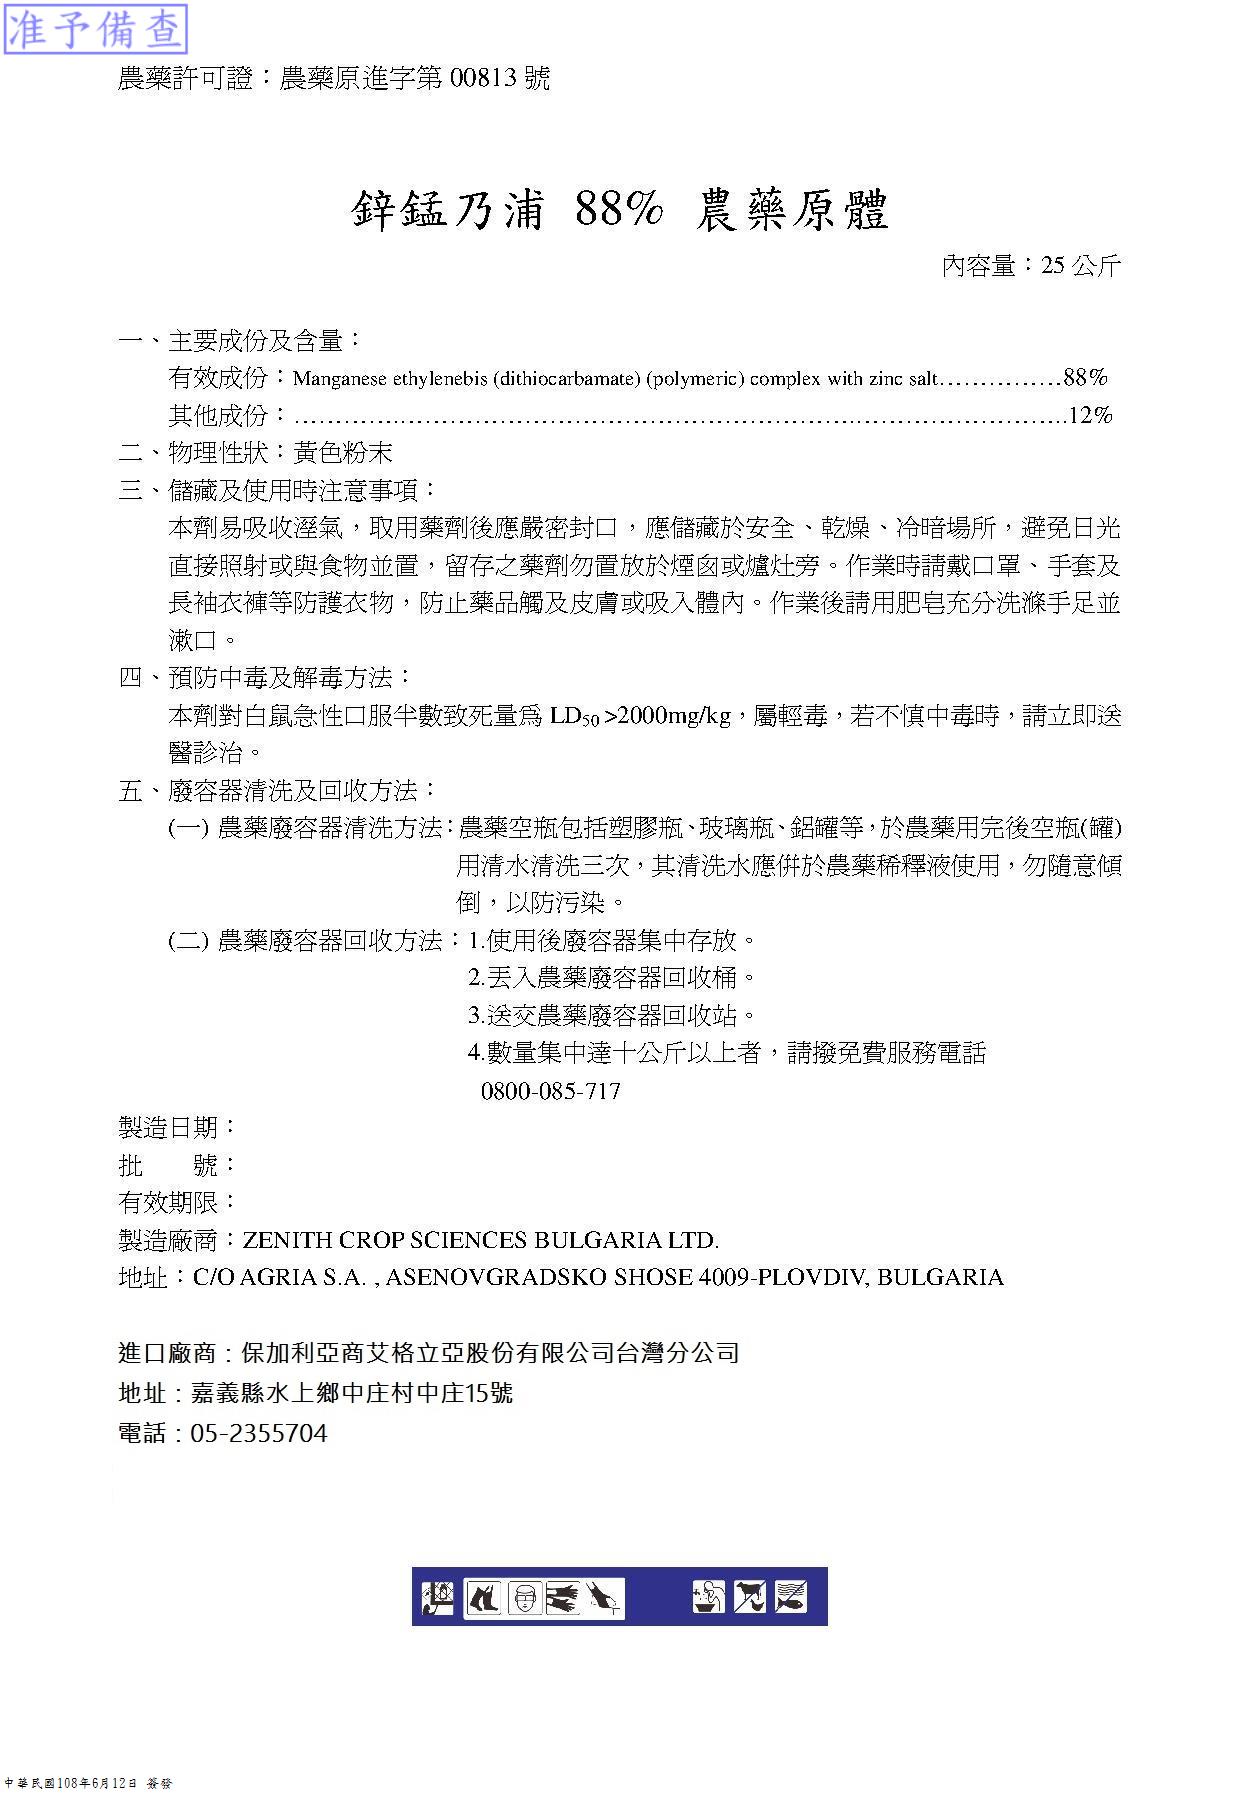 准予備查
農藥許可證：農藥原進字第 00813 號
鋅錳乃浦 88% 農藥原體
內容量：25 公斤
一、主要成份及含量：
有效成份：Manganese ethylenebis (dithiocarbamate) (polymeric) complex with zinc salt……………88%
其他成份：………………………………………………………………………………..12%
二、物理性狀：黃色粉末
三、儲藏及使用時注意事項：
本劑易吸收溼氣，取用藥劑後應嚴密封口，應儲藏於安全、乾燥、冷暗場所，避免日光
直接照射或與食物並置，留存之藥劑勿置放於煙囪或爐灶旁。作業時請戴口罩、手套及
長袖衣褲等防護衣物，防止藥品觸及皮膚或吸入體內。作業後請用肥皂充分洗滌手足並
漱口。
四、預防中毒及解毒方法：
本劑對白鼠急性口服半數致死量為 LD₅₀ >2000mg/kg，屬輕毒，若不慎中毒時，請立即送
醫診治。
五、廢容器清洗及回收方法：
(一) 農藥廢容器清洗方法：農藥空瓶包括塑膠瓶、玻璃瓶、鋁罐等，於農藥用完後空瓶(罐)
用清水清洗三次，其清洗水應併於農藥稀釋液使用，勿隨意傾
倒，以防污染。
(二) 農藥廢容器回收方法：1.使用後廢容器集中存放。
2.丟入農藥廢容器回收桶。
3.送交農藥廢容器回收站。
4.數量集中達十公斤以上者，請撥免費服務電話
0800-085-717
製造日期：
批　　號：
有效期限：
製造廠商：ZENITH CROP SCIENCES BULGARIA LTD.
地址：C/O AGRIA S.A. , ASENOVGRADSKO SHOSE 4009-PLOVDIV, BULGARIA
進口廠商：保加利亞商艾格立亞股份有限公司台灣分公司
地址：嘉義縣水上鄉中庄村中庄15號
電話：05-2355704
中華民國108年6月12日 簽發